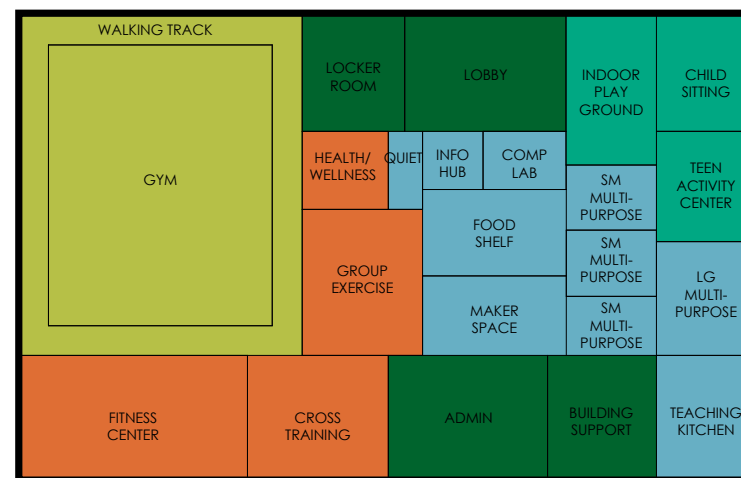 WALKING TRACK
GYM
LOCKER
ROOM
LOBBY
INDOOR
PLAY
GROUND
CHILD
SITTING
HEALTH/
WELLNESS
QUIET
INFO
HUB
COMP
LAB
TEEN
ACTIVITY
CENTER
SM
MULTI-
PURPOSE
FOOD
SHELF
SM
MULTI-
PURPOSE
GROUP
EXERCISE
LG
MULTI-
PURPOSE
MAKER
SPACE
SM
MULTI-
PURPOSE
FITNESS
CENTER
CROSS
TRAINING
ADMIN
BUILDING
SUPPORT
TEACHING
KITCHEN